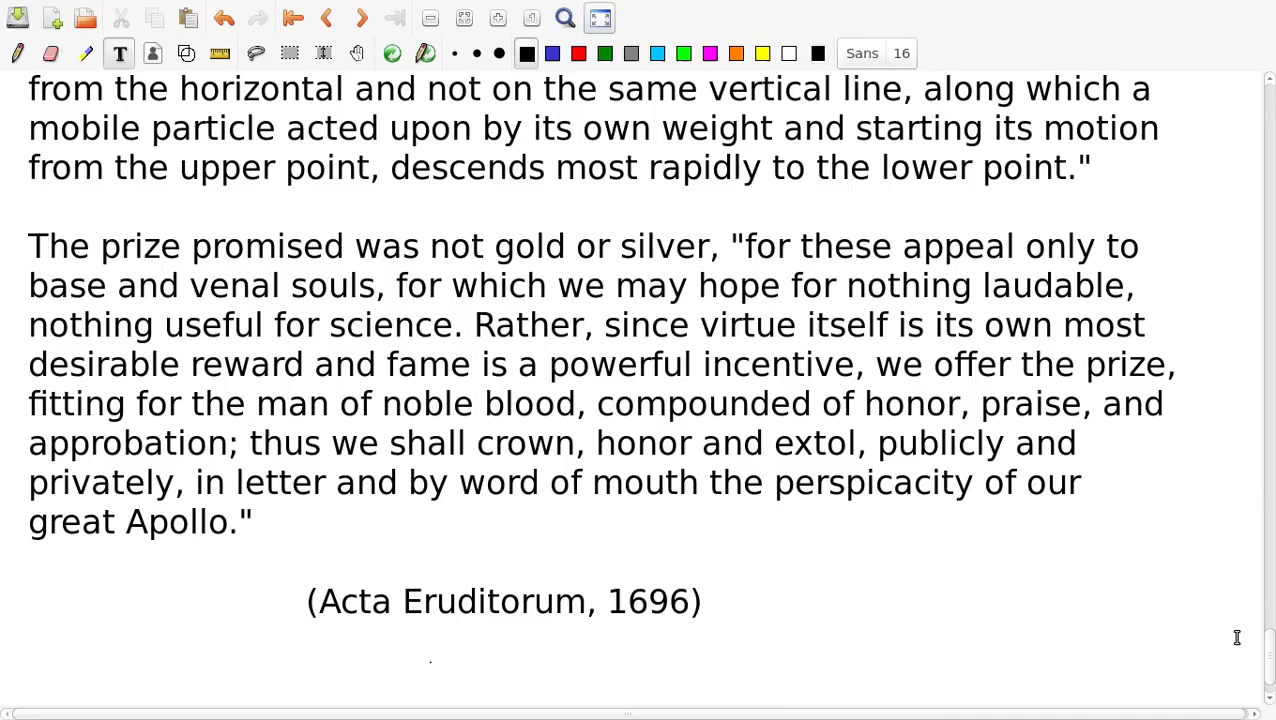 Sans 16
from the horizontal and not on the same vertical line, along which a
mobile particle acted upon by its own weight and starting its motion
from the upper point, descends most rapidly to the lower point."
The prize promised was not gold or silver, "for these appeal only to
base and venal souls, for which we may hope for nothing laudable,
nothing useful for science. Rather, since virtue itself is its own most
desirable reward and fame is a powerful incentive, we offer the prize,
fitting for the man of noble blood, compounded of honor, praise, and
approbation; thus we shall crown, honor and extol, publicly and
privately, in letter and by word of mouth the perspicacity of our
great Apollo."
(Acta Eruditorum, 1696)